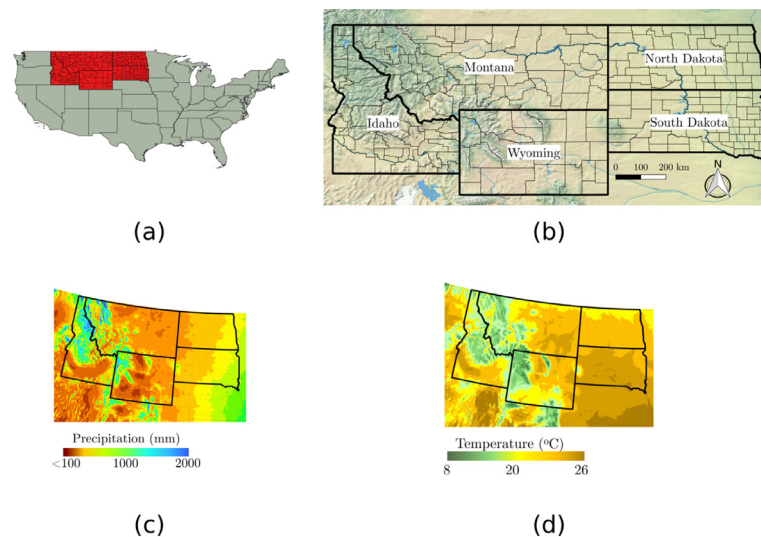 Montana
North Dakota
Idaho
South Dakota
Wyoming
0 100 200 km
N
(a)
(b)
Precipitation (mm)
<100 1000 2000
Temperature (ºC)
8 20 26
(c)
(d)